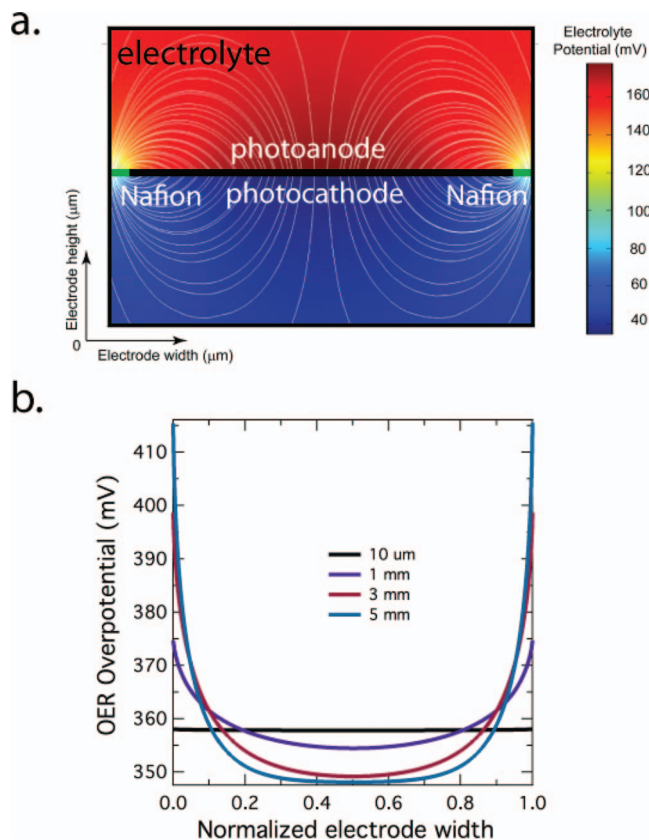 a.
electrolyte
Electrolyte
Potential (mV)
photoanode
Nafion photocathode Nafion
160
140
120
100
80
60
40
Electrode height (μm)
0
Electrode width (μm)
b.
OER Overpotential (mV)
410
400
390
380
370
360
350
10 um
1 mm
3 mm
5 mm
0.0 0.2 0.4 0.6 0.8 1.0
Normalized electrode width